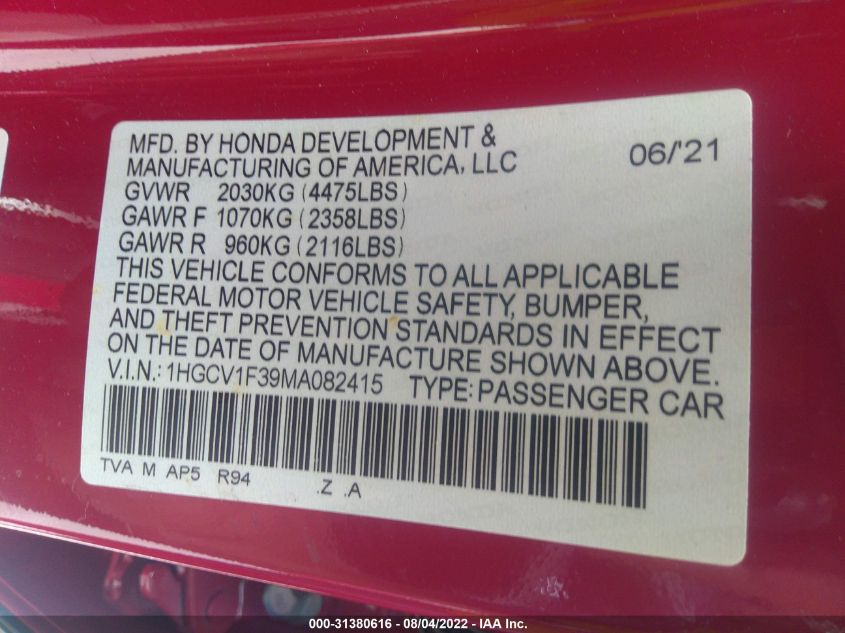 MFD. BY HONDA DEVELOPMENT &
MANUFACTURING OF AMERICA, LLC 06/'21
GVWR 2030KG (4475LBS)
GAWR F 1070KG (2358LBS)
GAWR R 960KG (2116LBS)
THIS VEHICLE CONFORMS TO ALL APPLICABLE
FEDERAL MOTOR VEHICLE SAFETY, BUMPER,
AND THEFT PREVENTION STANDARDS IN EFFECT
ON THE DATE OF MANUFACTURE SHOWN ABOVE.
V.I.N.: 1HGCV1F39MA082415 TYPE: PASSENGER CAR
TVA M AP5 R94 .Z .A
000-31380616 - 08/04/2022 - IAA Inc.